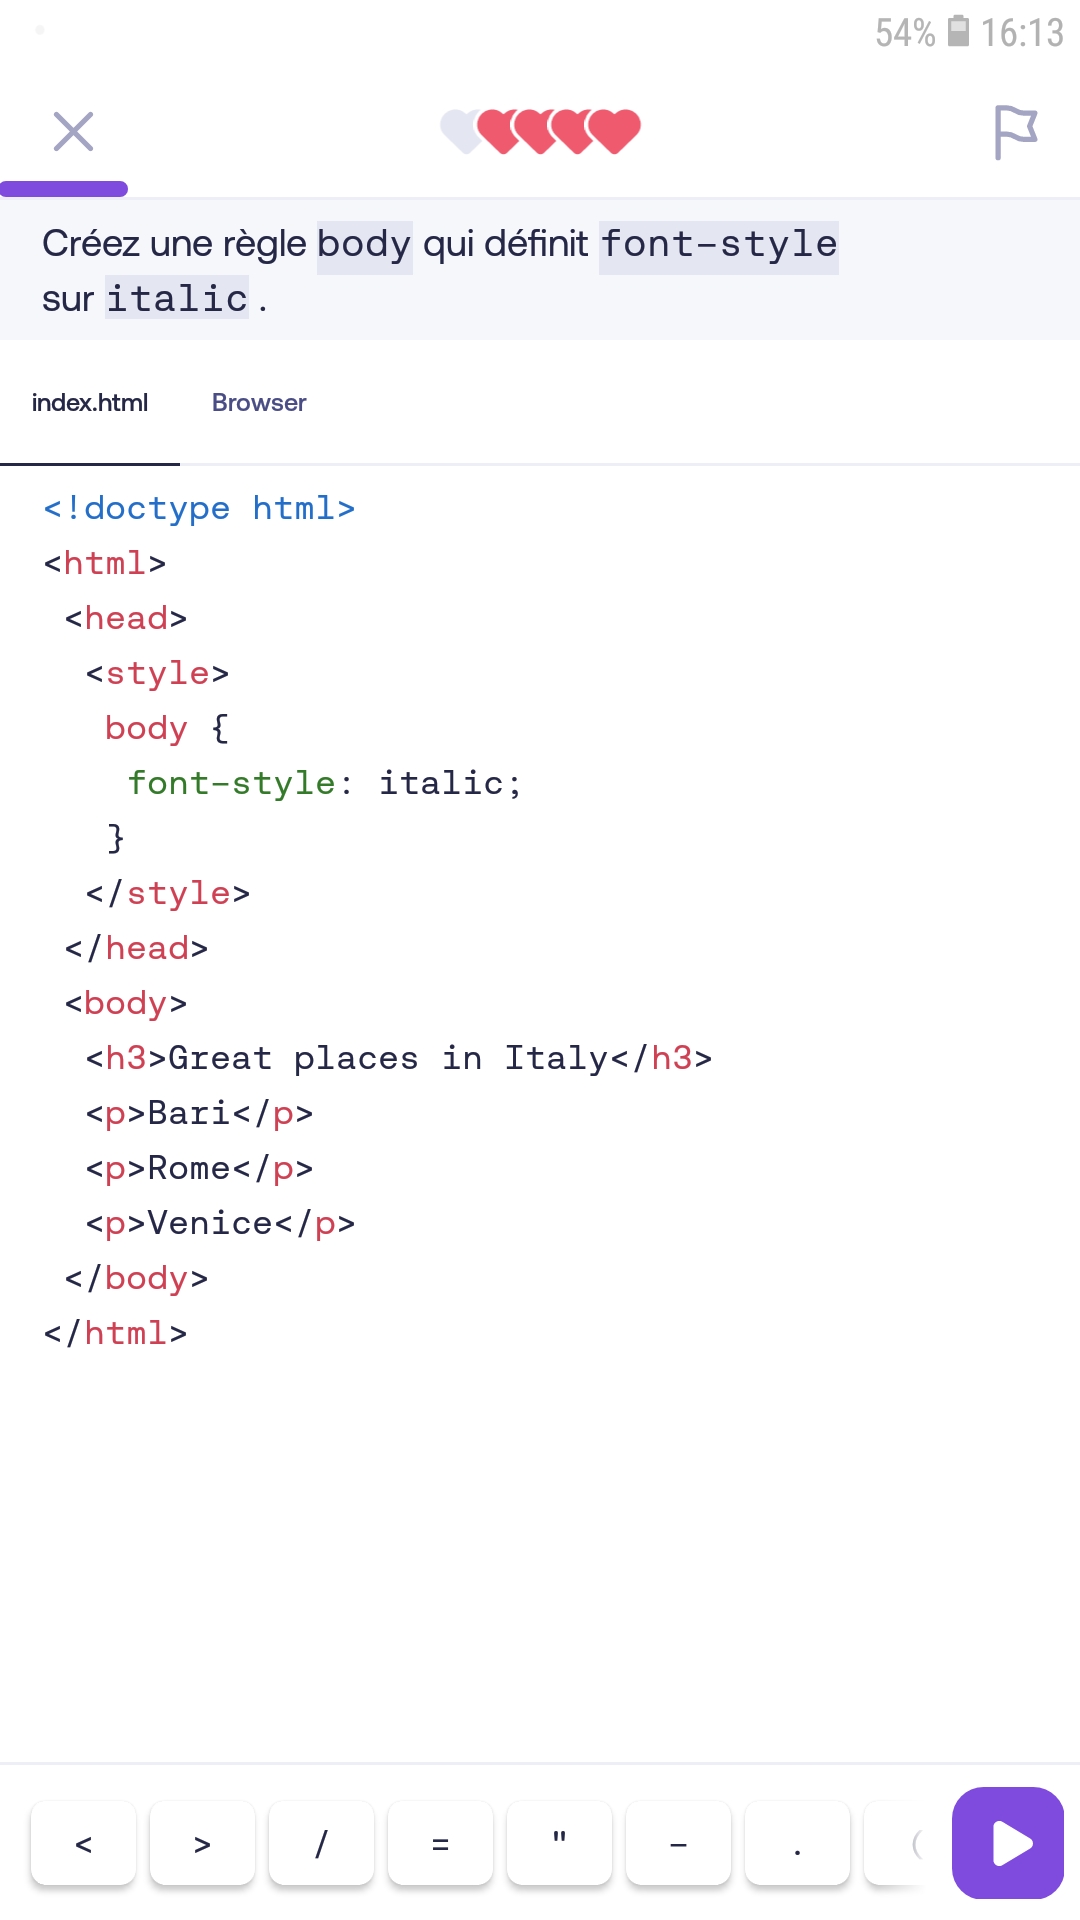 54% 16:13
Créez une règle body qui définit font-style
sur italic .
index.html Browser
<!doctype html>
<html>
<head>
<style>
body {
font-style: italic;
}
</style>
</head>
<body>
<h3>Great places in Italy</h3>
<p>Bari</p>
<p>Rome</p>
<p>Venice</p>
</body>
</html>
< > / = " - . (